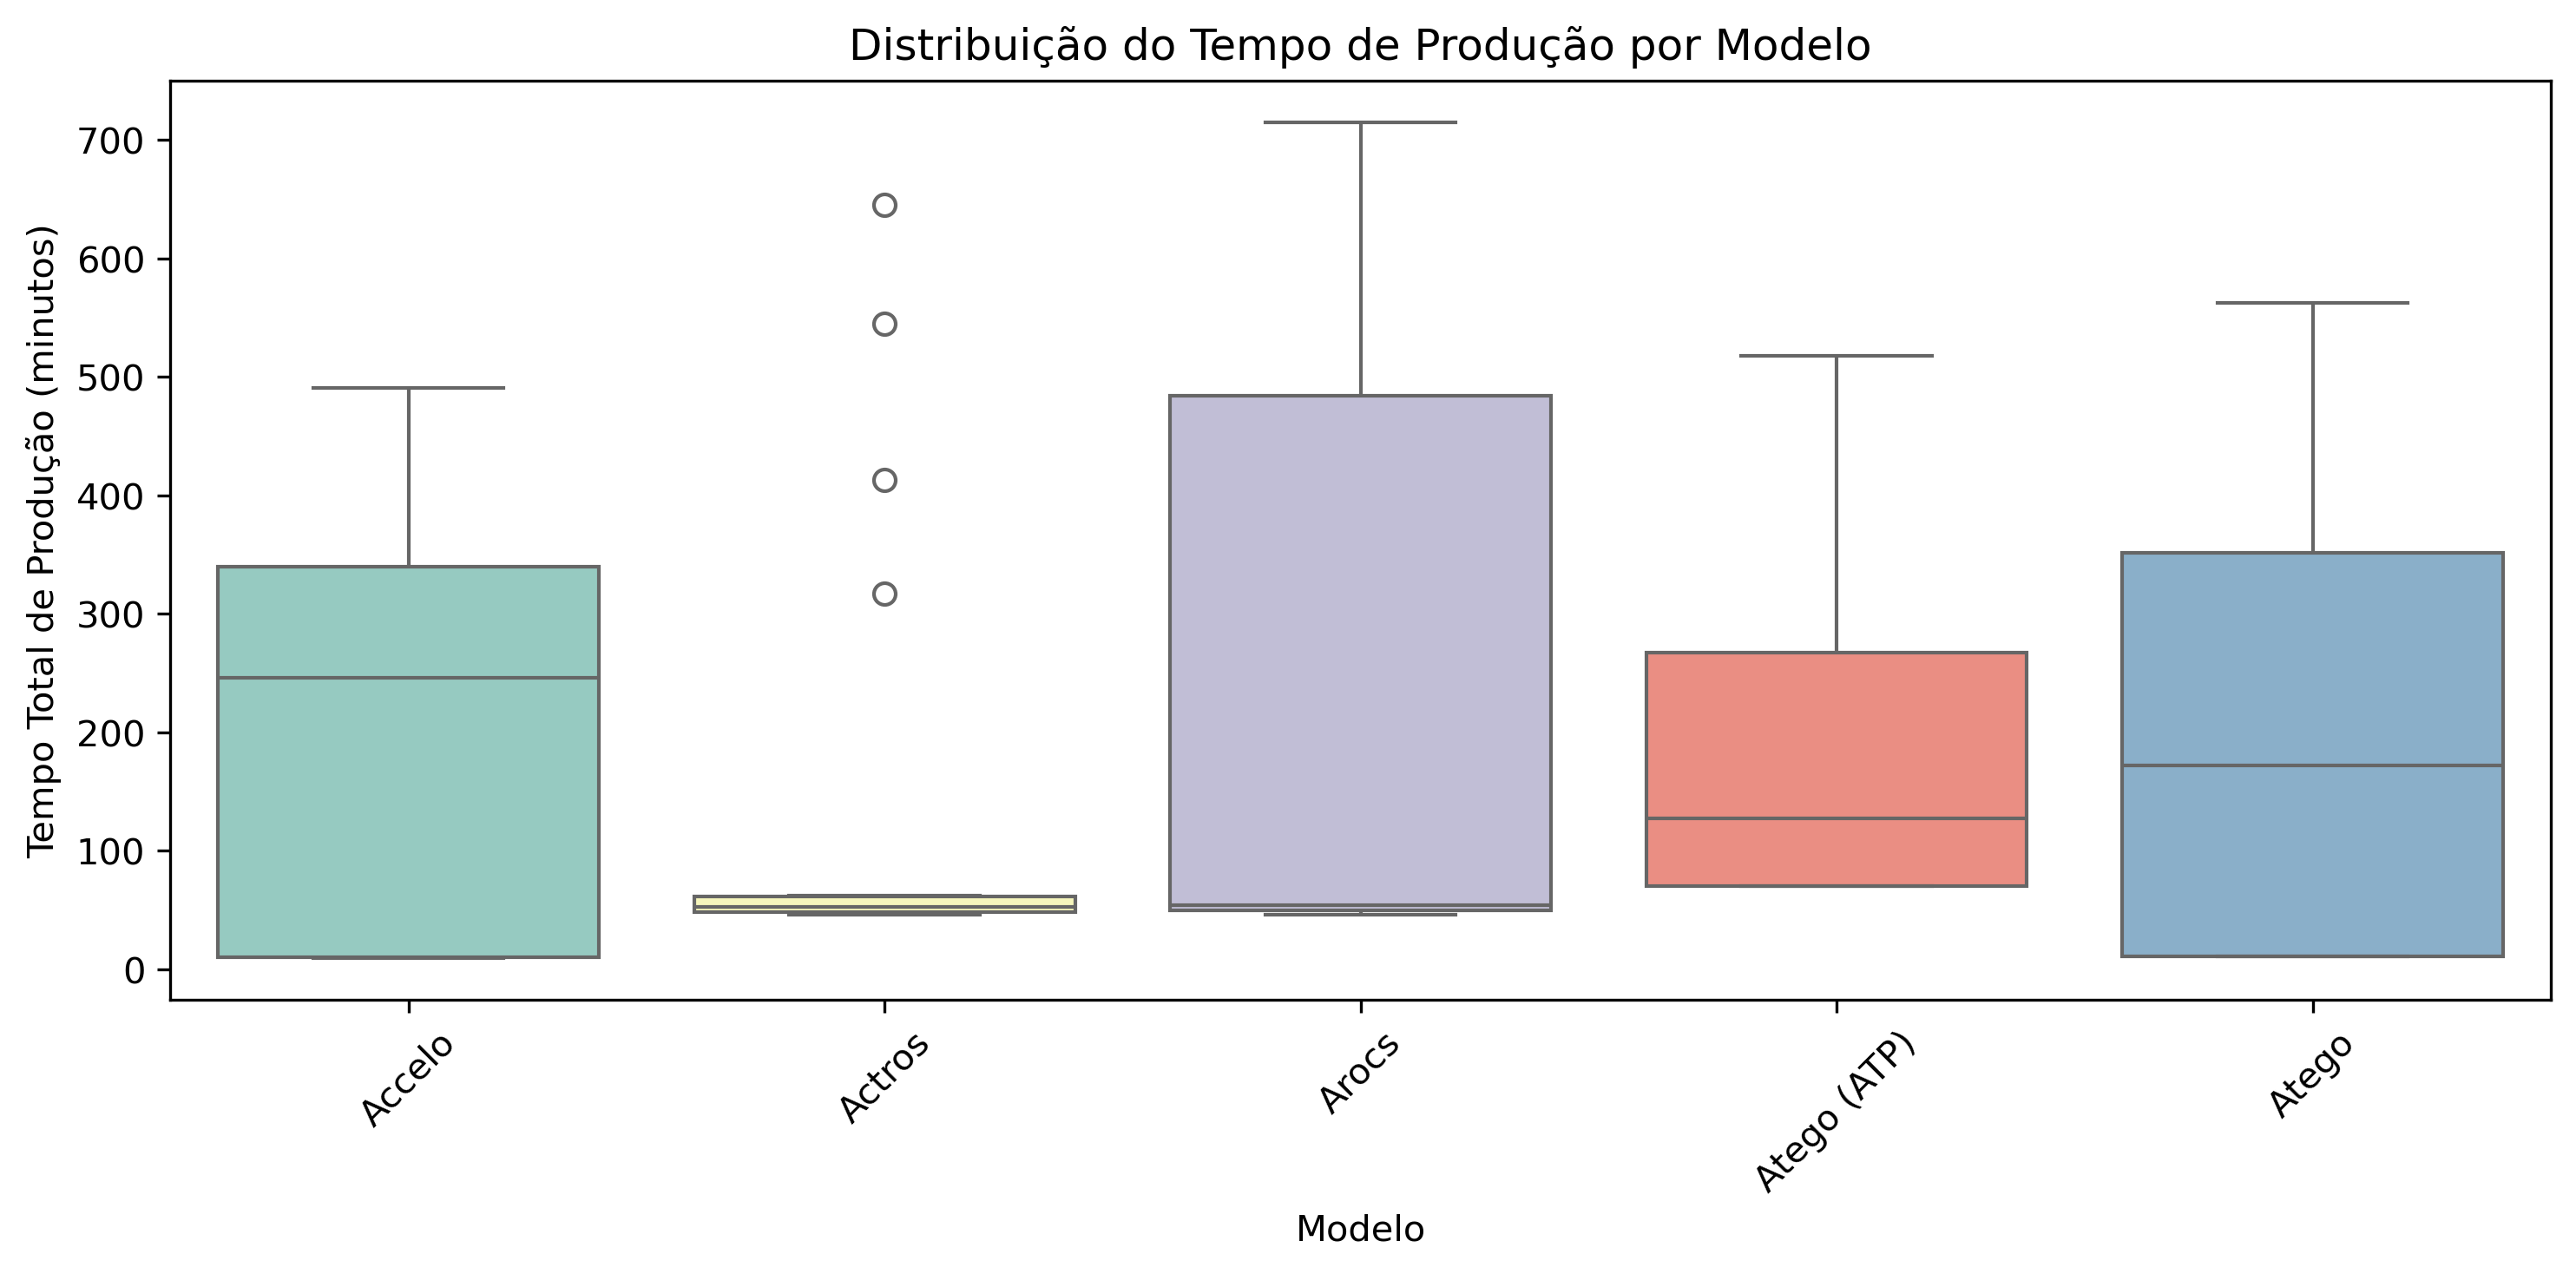 Distribuição do Tempo de Produção por Modelo
Tempo Total de Produção (minutos)
700
600
500
400
300
200
100
0
Accelo
Actros
Arocs
Atego (ATP)
Atego
Modelo